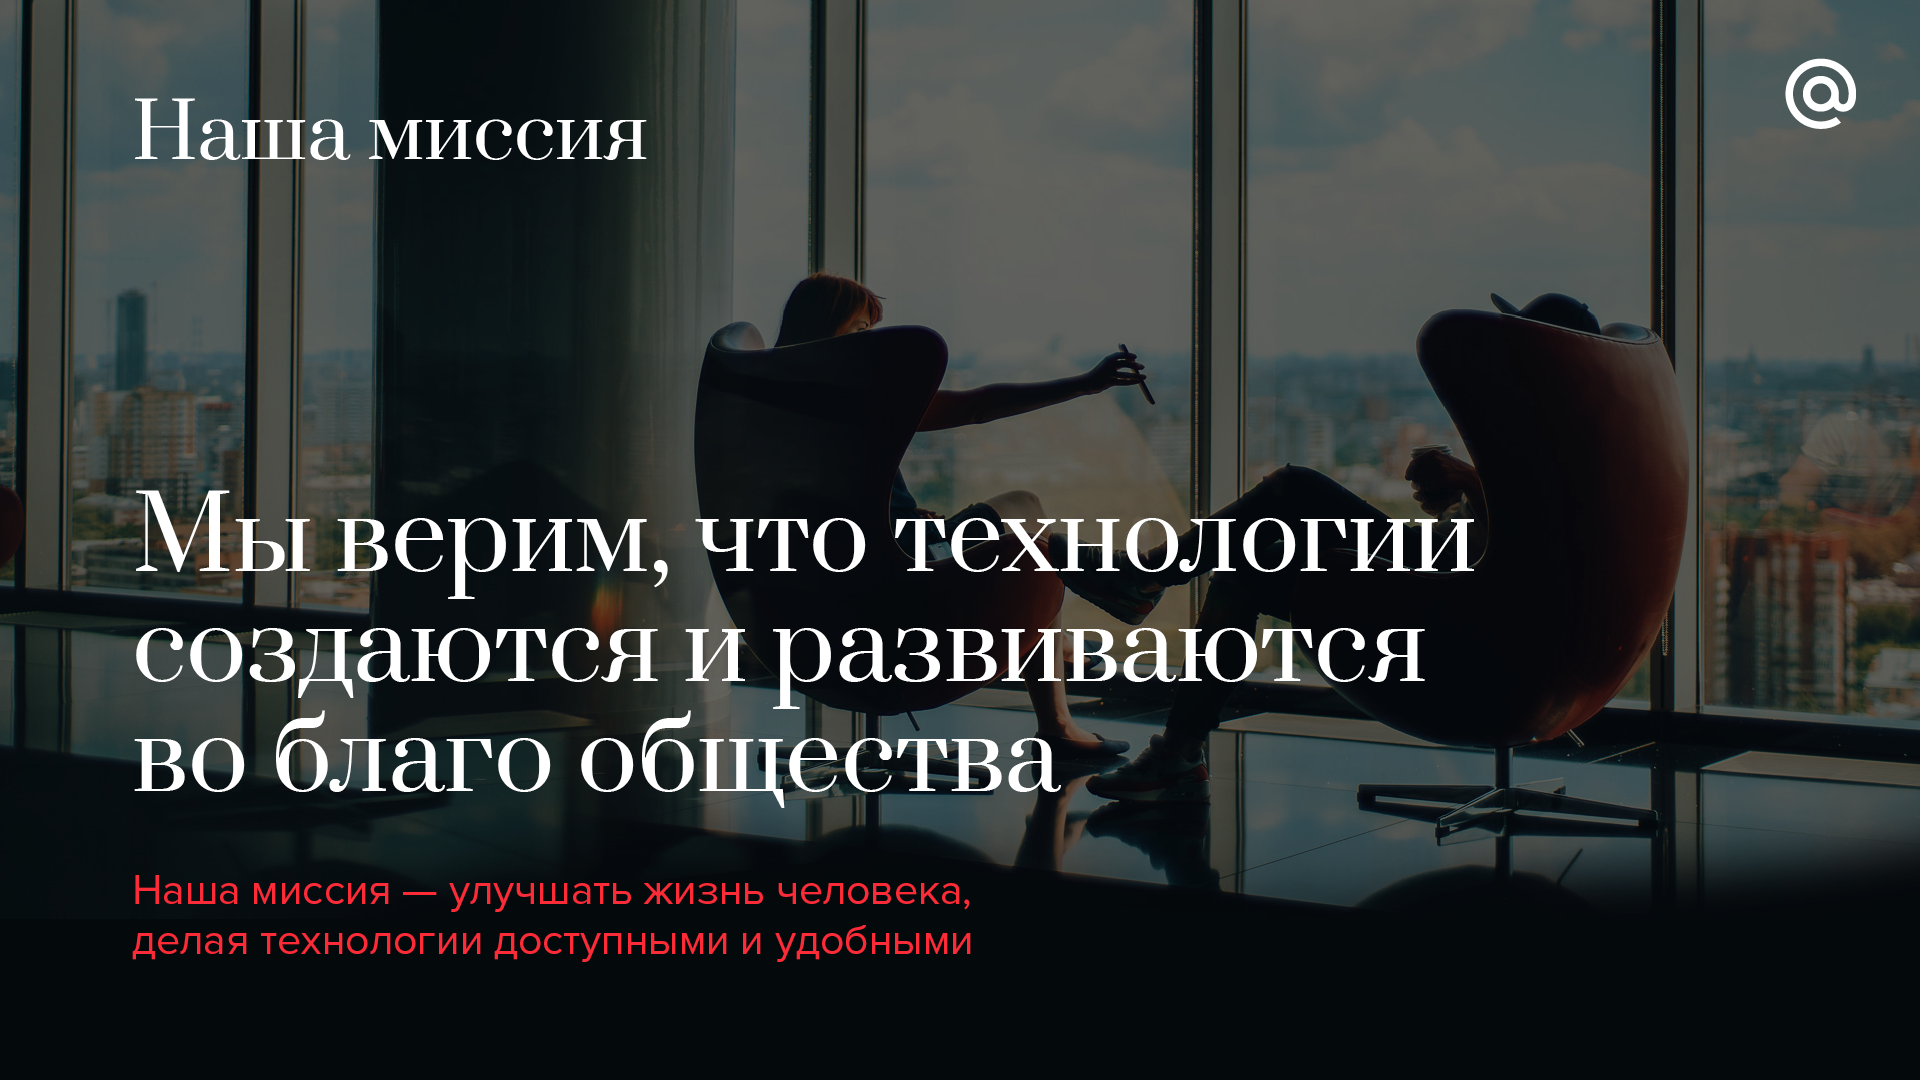 Наша миссия
@
Мы верим, что технологии
создаются и развиваются
во благо общества
Наша миссия — улучшать жизнь человека,
делая технологии доступными и удобными